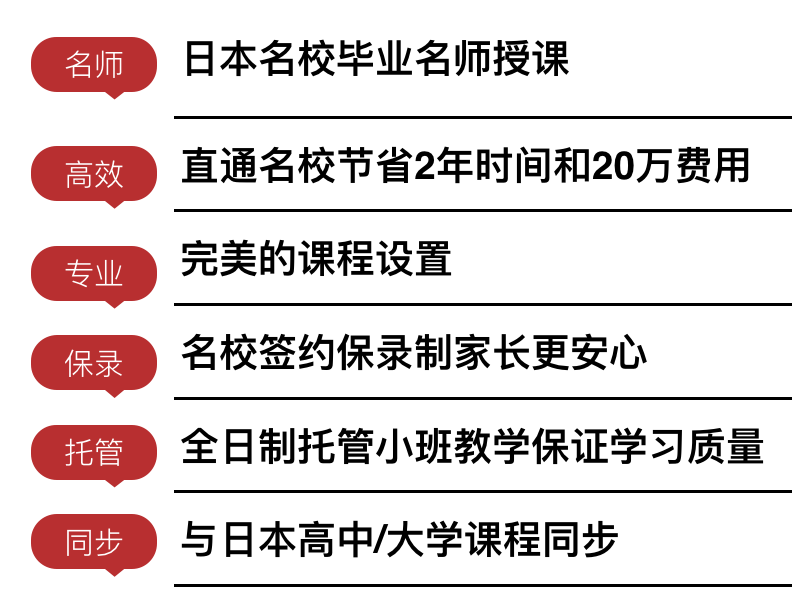 名师
日本名校毕业名师授课
高效
直通名校节省2年时间和20万费用
专业
完美的课程设置
保录
名校签约保录制家长更安心
托管
全日制托管小班教学保证学习质量
同步
与日本高中/大学课程同步